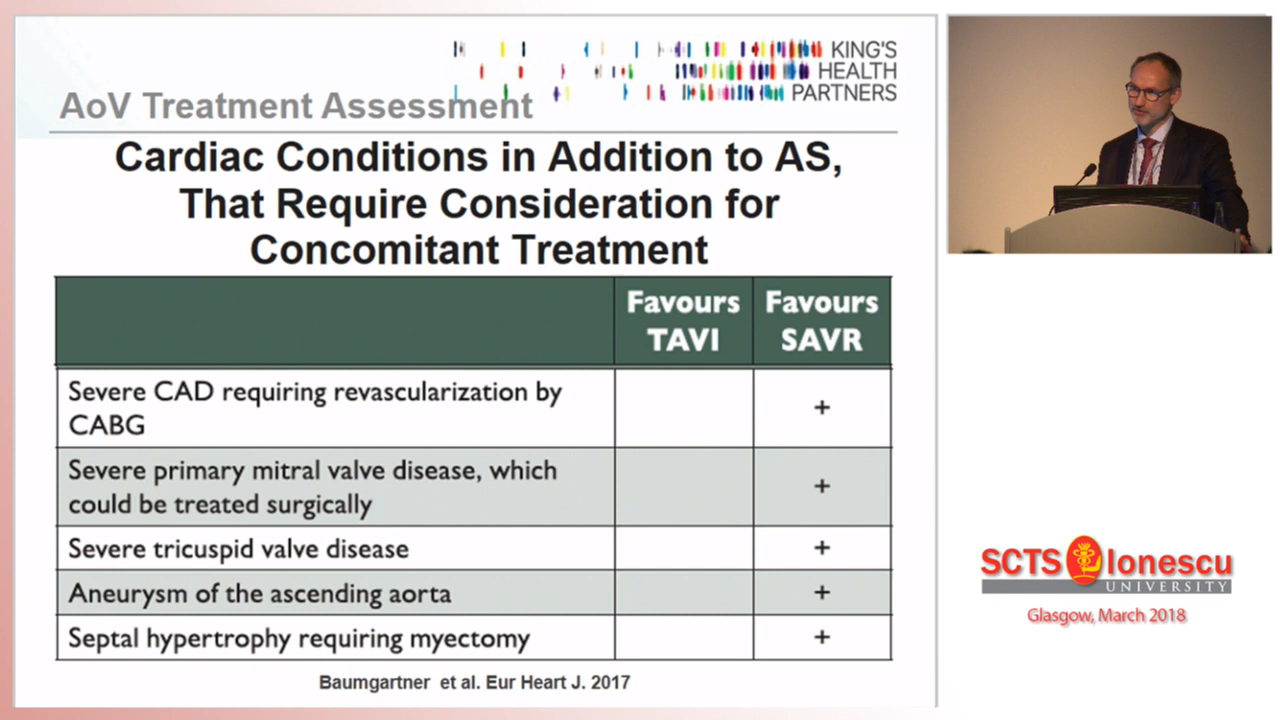 KING'S
HEALTH
PARTNERS
AoV Treatment Assessment
Cardiac Conditions in Addition to AS,
That Require Consideration for
Concomitant Treatment
Favours
TAVI
Favours
SAVR
Severe CAD requiring revascularization by
CABG
+
Severe primary mitral valve disease, which
could be treated surgically
+
Severe tricuspid valve disease
+
Aneurysm of the ascending aorta
+
Septal hypertrophy requiring myectomy
+
Baumgartner et al. Eur Heart J. 2017
SCTS Ionescu
UNIVERSITY
Glasgow, March 2018